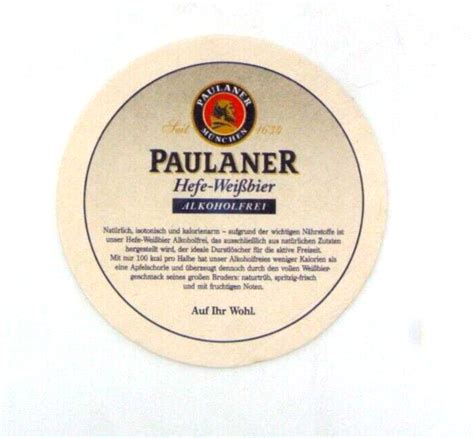 PAULANER
MÜNCHEN
Seit 1634
PAULANER
Hefe-Weißbier
ALKOHOLFREI
Natürlich, isotonisch und kalorienarm – aufgrund der wichtigen Nährstoffe ist
unser Hefe-Weißbier Alkoholfrei, das ausschließlich aus natürlichen Zutaten
hergestellt wird, der ideale Durstlöscher für die aktive Freizeit.
Mit nur 100 kcal pro Halbe hat unser Alkoholfreies weniger Kalorien als
eine Apfelschorle und überzeugt dennoch durch den vollen Weißbier-
geschmack seines großen Bruders: naturtrüb, spritzig-frisch
und mit fruchtigen Noten.
Auf Ihr Wohl.